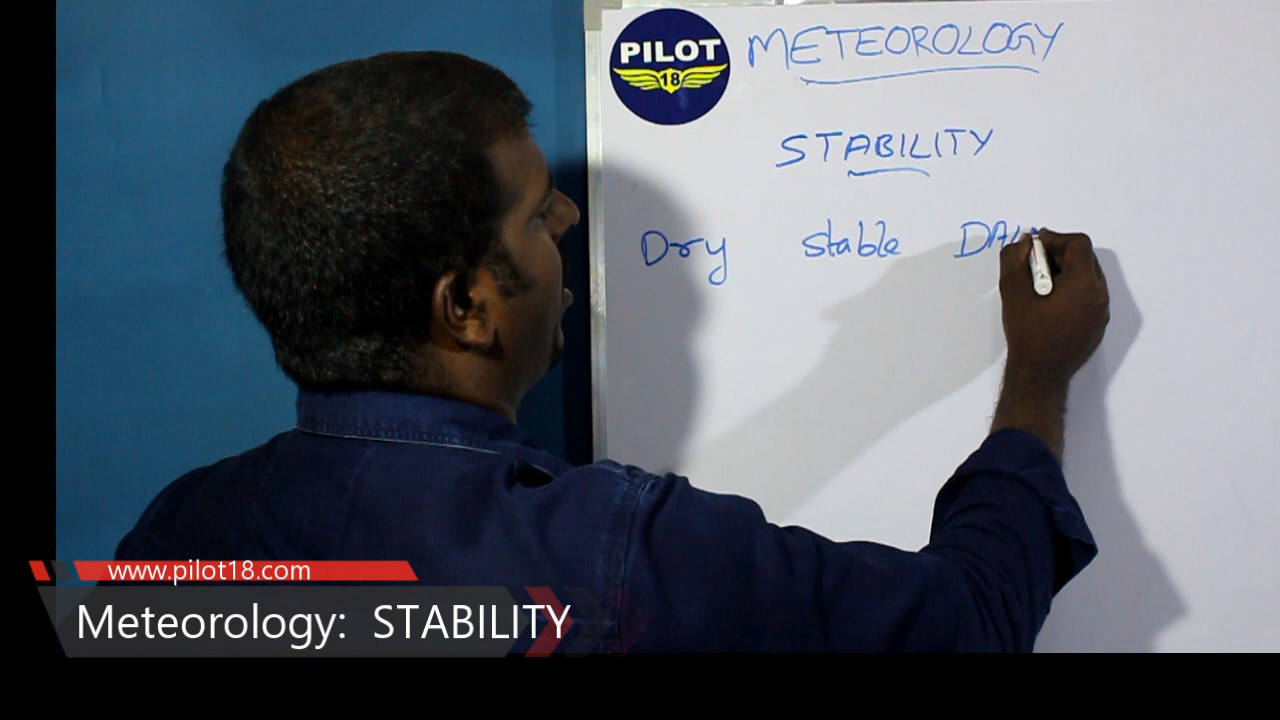 PILOT
18
METEOROLOGY
STABILITY
Dry stable
www.pilot18.com
Meteorology: STABILITY